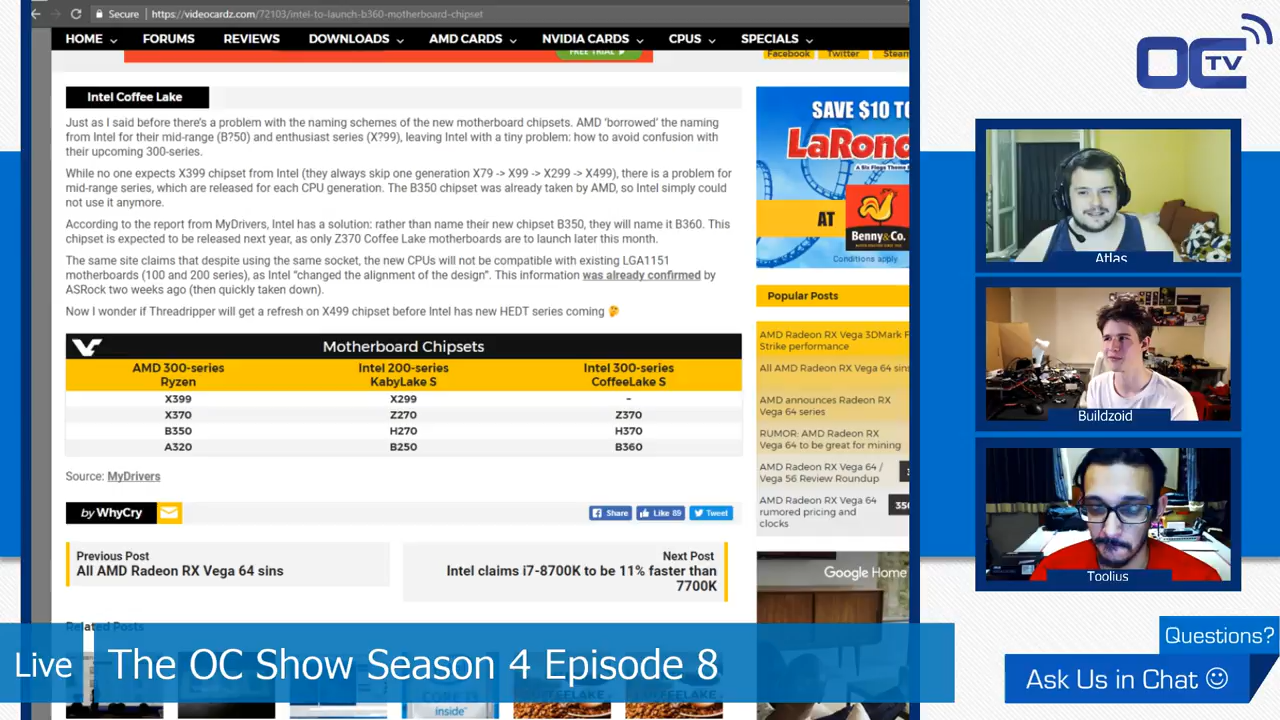 Secure https://videocardz.com/72103/intel-to-launch-b360-motherboard-chipset
HOME FORUMS REVIEWS DOWNLOADS AMD CARDS NVIDIA CARDS CPUS SPECIALS
FREE TRIAL
Facebook Twitter Steam
Intel Coffee Lake
Just as I said before there's a problem with the naming schemes of the new motherboard chipsets. AMD 'borrowed' the naming
from Intel for their mid-range (B?50) and enthusiast series (X?99), leaving Intel with a tiny problem: how to avoid confusion with
their upcoming 300-series.
While no one expects X399 chipset from Intel (they always skip one generation X79 -> X99 -> X299 -> X499), there is a problem for
mid-range series, which are released for each CPU generation. The B350 chipset was already taken by AMD, so Intel simply could
not use it anymore.
According to the report from MyDrivers, Intel has a solution: rather than name their new chipset B350, they will name it B360. This
chipset is expected to be released next year, as only Z370 Coffee Lake motherboards are to launch later this month.
The same site claims that despite using the same socket, the new CPUs will not be compatible with existing LGA1151
motherboards (100 and 200 series), as Intel "changed the alignment of the design". This information was already confirmed by
ASRock two weeks ago (then quickly taken down).
Now I wonder if Threadripper will get a refresh on X499 chipset before Intel has new HEDT series coming 🤔
Motherboard Chipsets
AMD 300-series Intel 200-series Intel 300-series
Ryzen KabyLake S CoffeeLake S
X399 X299 –
X370 Z270 Z370
B350 H270 H370
A320 B250 B360
Source: MyDrivers
by WhyCry
Share Like 89 Tweet
Previous Post
All AMD Radeon RX Vega 64 sins
Next Post
Intel claims i7-8700K to be 11% faster than
7700K
Related Posts
SAVE $10 TO
LaRon
AT
Benny & Co.
Conditions apply.
Popular Posts
AMD Radeon RX Vega 3DMark F
Strike performance
All AMD Radeon RX Vega 64 sin
AMD announces Radeon RX
Vega 64 series
RUMOR: AMD Radeon RX
Vega 64 to be great for mining
AMD Radeon RX Vega 64 /
Vega 56 Review Roundup
AMD Radeon RX Vega 64
rumored pricing and
clocks
350
Google Home
inside
OC TV
Atlas
Buildzoid
Toolius
Live The OC Show Season 4 Episode 8
Questions?
Ask Us in Chat ☺